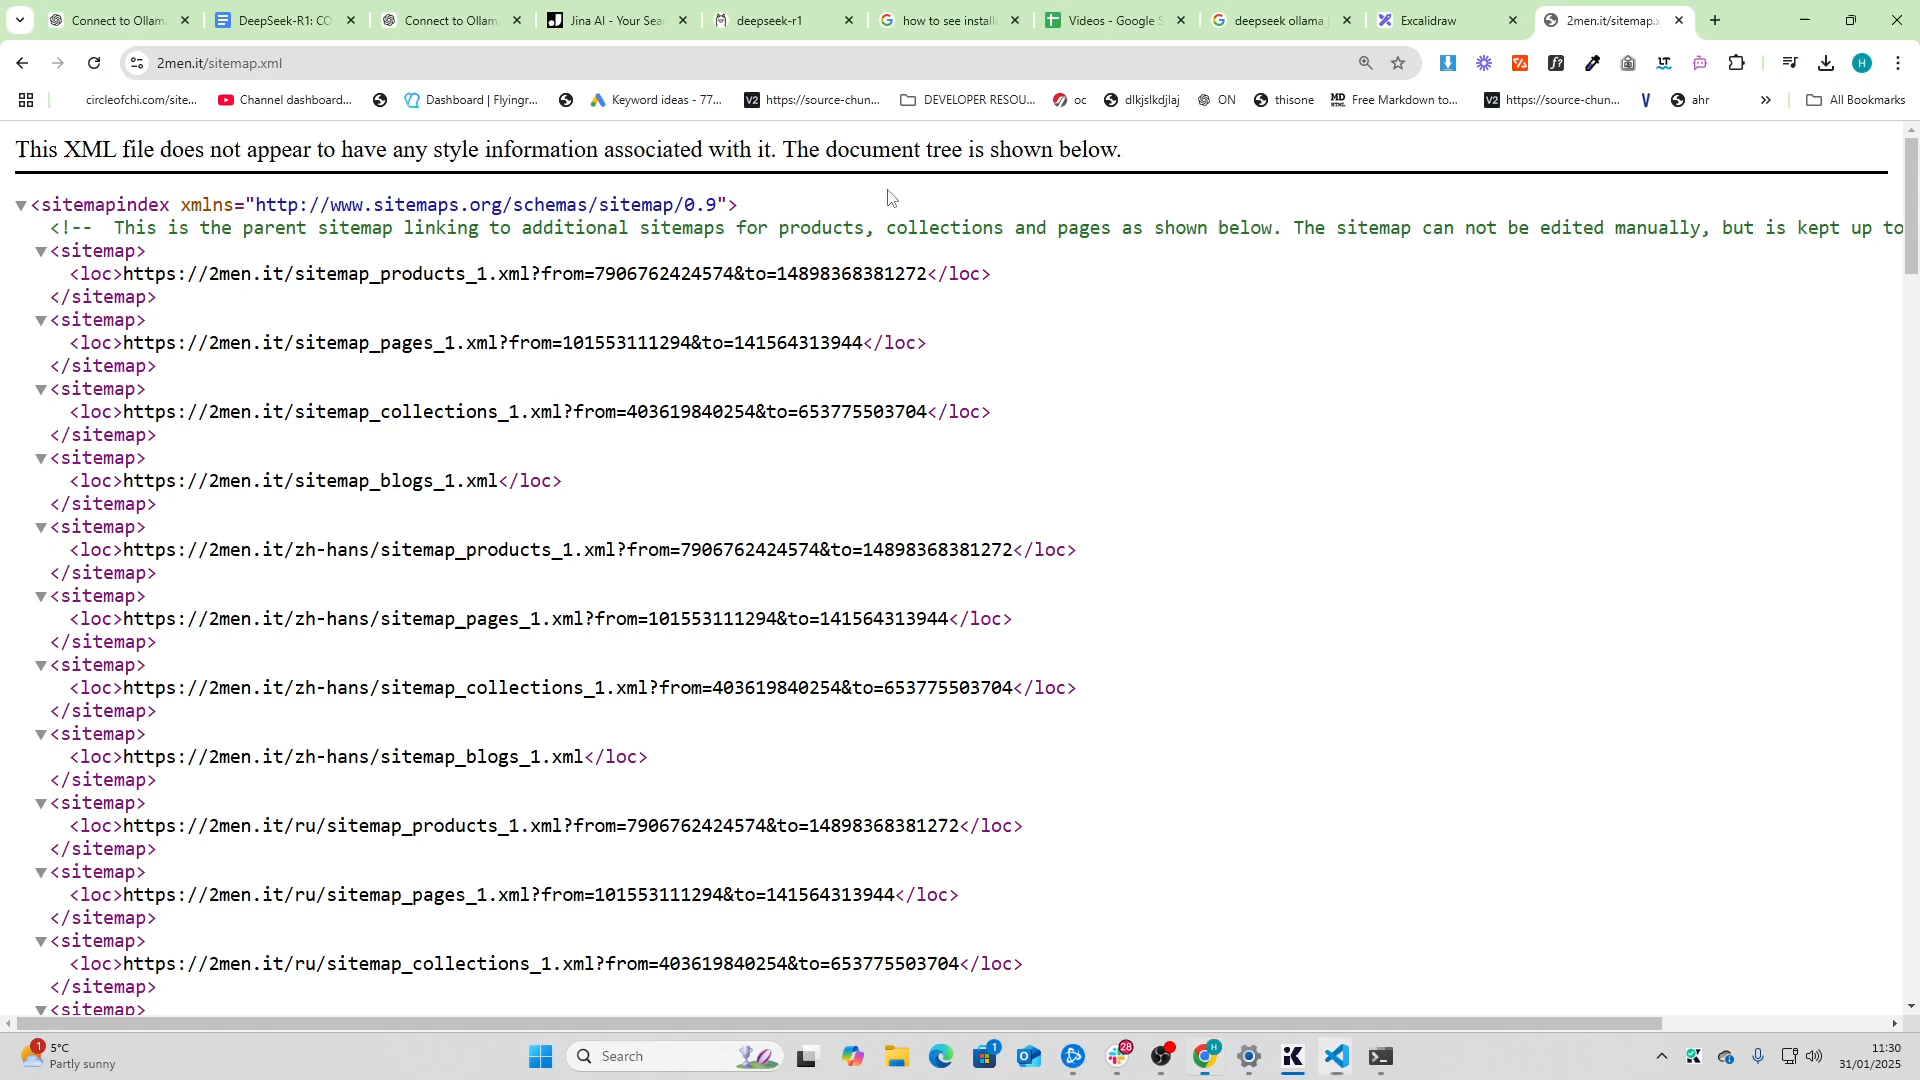 Connect to Ollam
DeepSeek-R1: CO
Connect to Ollam
Jina AI - Your Sea
deepseek-r1
how to see install
Videos - Google S
deepseek ollama
Excalidraw
2men.it/sitemap.x
2men.it/sitemap.xml
circleofchi.com/site...
Channel dashboard...
Dashboard | Flyingr...
Keyword ideas - 77...
https://source-chun...
DEVELOPER RESOU...
oc
dlkjslkdjlaj
ON
thisone
Free Markdown to...
https://source-chun...
ahr
All Bookmarks
This XML file does not appear to have any style information associated with it. The document tree is shown below.
<sitemapindex xmlns="http://www.sitemaps.org/schemas/sitemap/0.9">
<!-- This is the parent sitemap linking to additional sitemaps for products, collections and pages as shown below. The sitemap can not be edited manually, but is kept up to
<sitemap>
<loc>https://2men.it/sitemap_products_1.xml?from=7906762424574&to=14898368381272</loc>
</sitemap>
<sitemap>
<loc>https://2men.it/sitemap_pages_1.xml?from=101553111294&to=141564313944</loc>
</sitemap>
<sitemap>
<loc>https://2men.it/sitemap_collections_1.xml?from=403619840254&to=653775503704</loc>
</sitemap>
<sitemap>
<loc>https://2men.it/sitemap_blogs_1.xml</loc>
</sitemap>
<sitemap>
<loc>https://2men.it/zh-hans/sitemap_products_1.xml?from=7906762424574&to=14898368381272</loc>
</sitemap>
<sitemap>
<loc>https://2men.it/zh-hans/sitemap_pages_1.xml?from=101553111294&to=141564313944</loc>
</sitemap>
<sitemap>
<loc>https://2men.it/zh-hans/sitemap_collections_1.xml?from=403619840254&to=653775503704</loc>
</sitemap>
<sitemap>
<loc>https://2men.it/zh-hans/sitemap_blogs_1.xml</loc>
</sitemap>
<sitemap>
<loc>https://2men.it/ru/sitemap_products_1.xml?from=7906762424574&to=14898368381272</loc>
</sitemap>
<sitemap>
<loc>https://2men.it/ru/sitemap_pages_1.xml?from=101553111294&to=141564313944</loc>
</sitemap>
<sitemap>
<loc>https://2men.it/ru/sitemap_collections_1.xml?from=403619840254&to=653775503704</loc>
</sitemap>
<sitemap>
1
5°C
Partly sunny
Search
1
28
11:30
31/01/2025